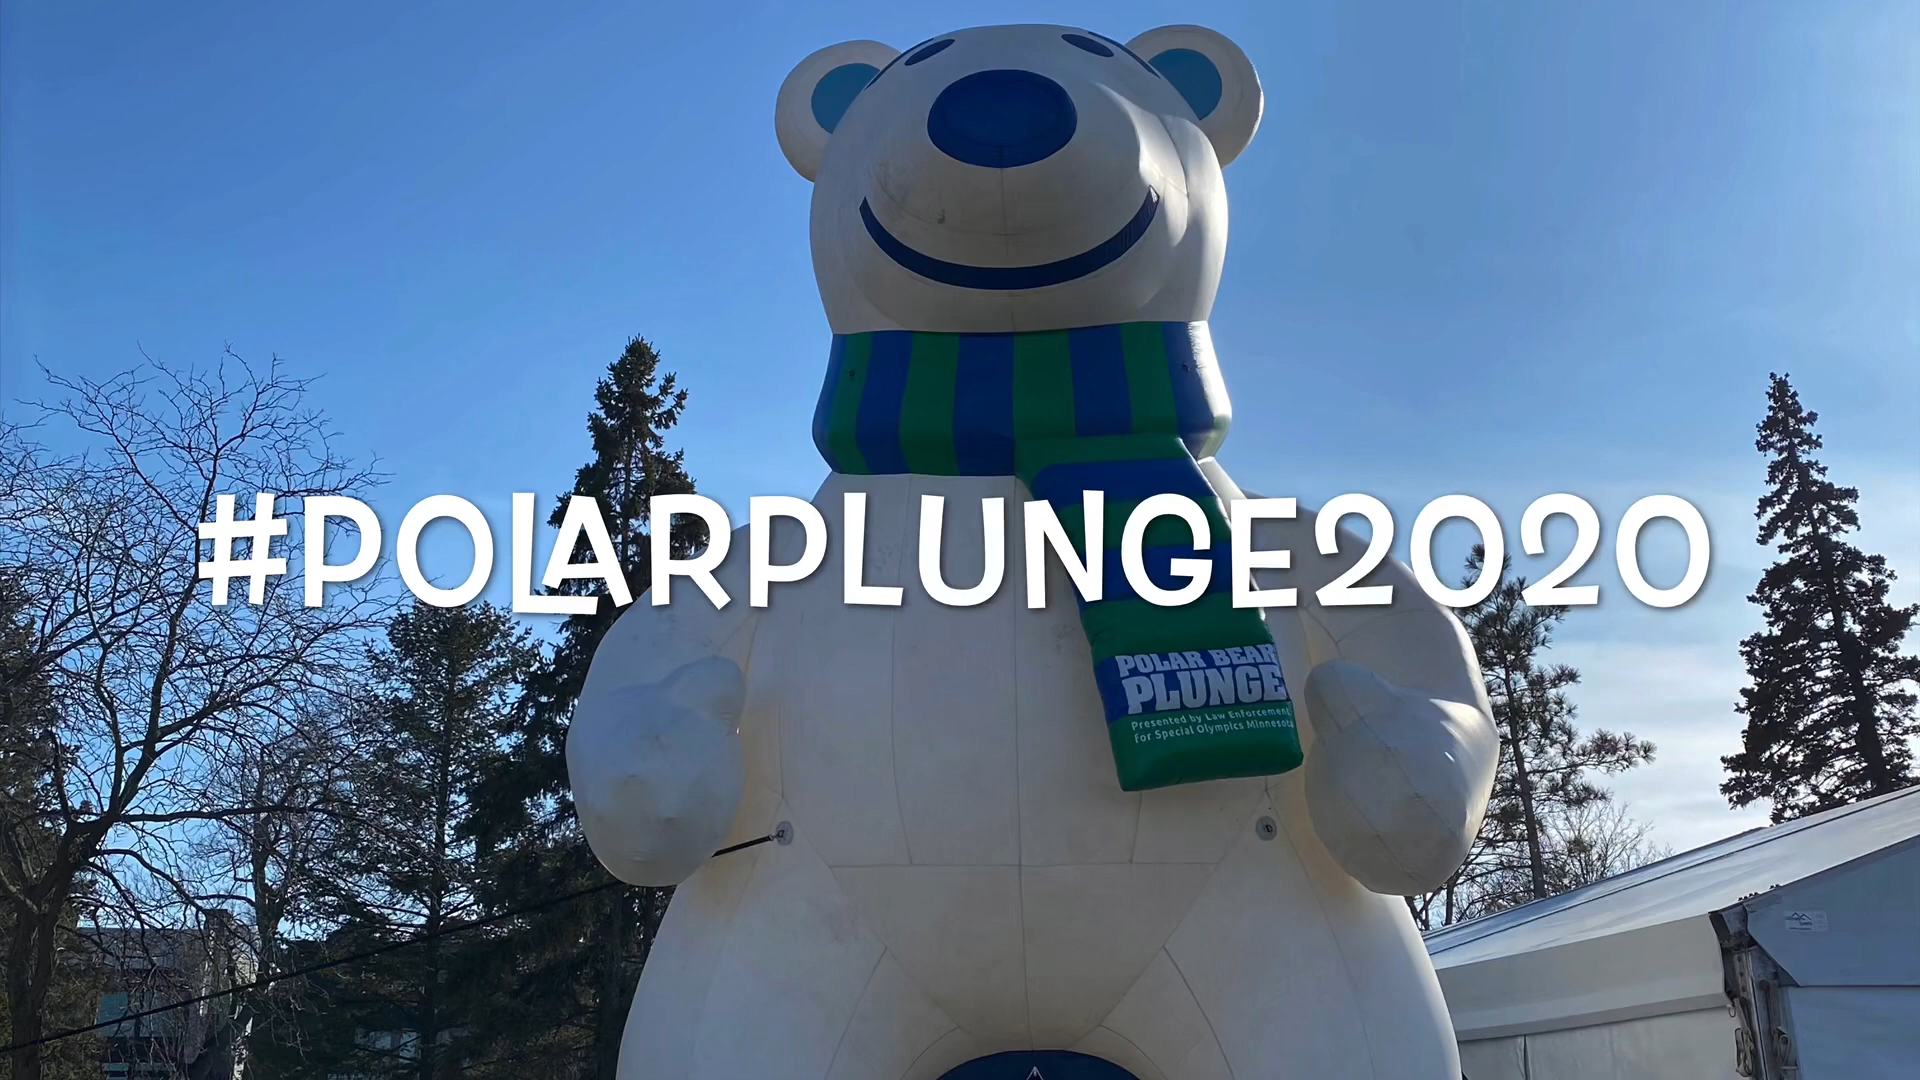 #POLARPLUNGE2020
POLAR BEAR
PLUNGE
Presented by Law Enforcement
For Special Olympics Minnesota